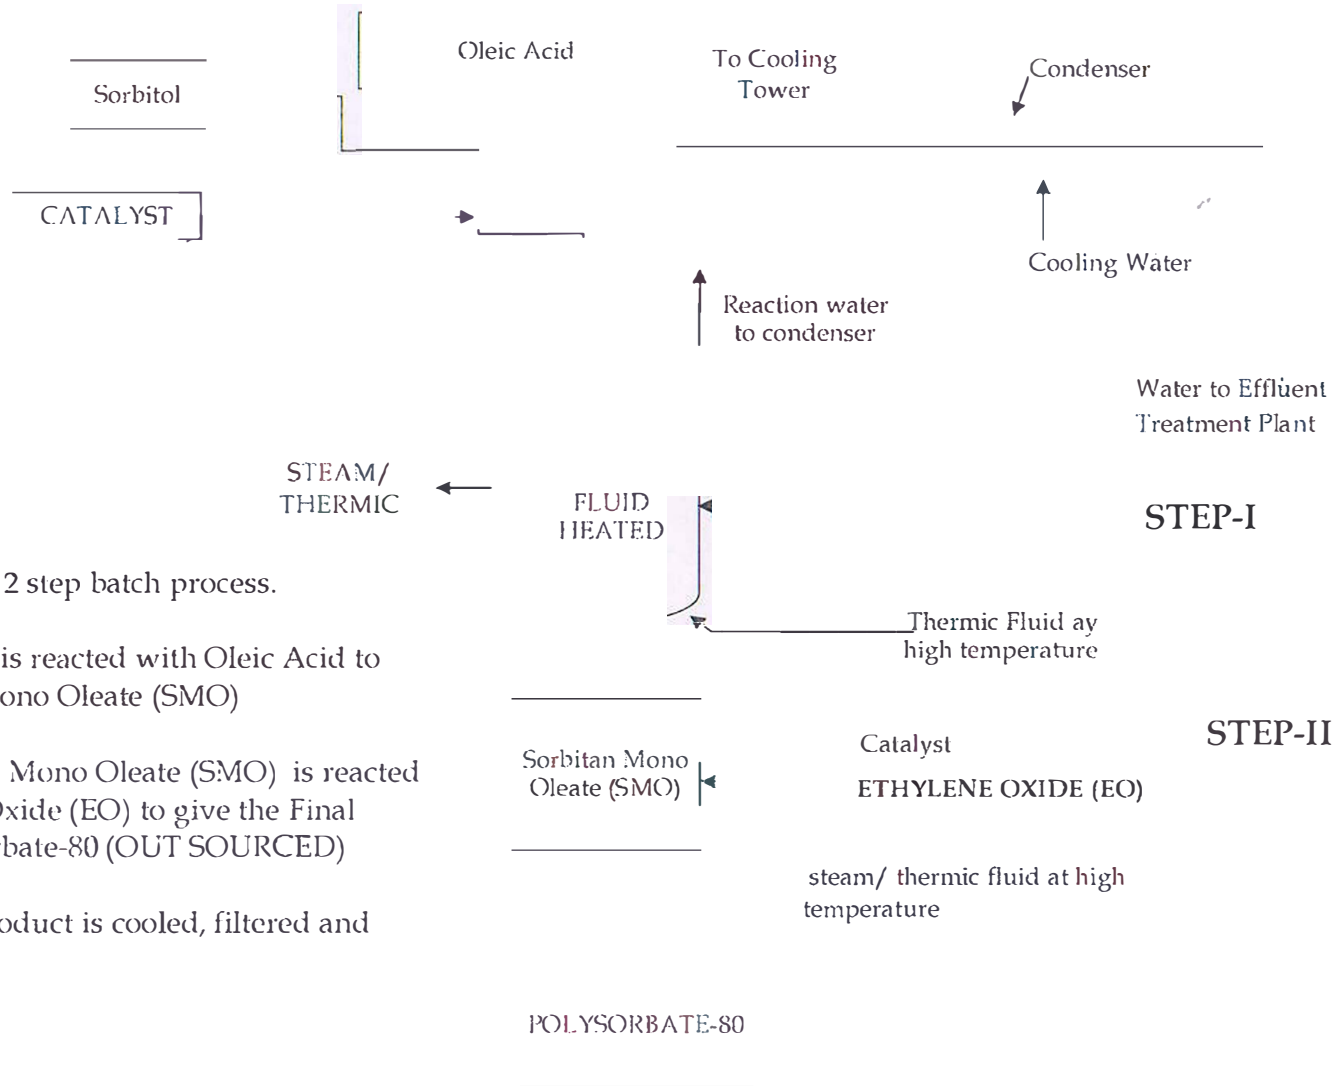 Oleic Acid
To Cooling
Tower
Condenser
Sorbitol
CATALYST
Cooling Water
Reaction water
to condenser
Water to Effluent
Treatment Plant
STEAM/
THERMIC
FLUID
HEATED
STEP-I
2 step batch process.
Thermic Fluid ay
high temperature
is reacted with Oleic Acid to
ono Oleate (SMO)
STEP-II
Sorbitan Mono
Oleate (SMO)
Catalyst
ETHYLENE OXIDE (EO)
Mono Oleate (SMO) is reacted
Oxide (EO) to give the Final
rbate-80 (OUT SOURCED)
steam/ thermic fluid at high
temperature
oduct is cooled, filtered and
POLYSORBATE-80